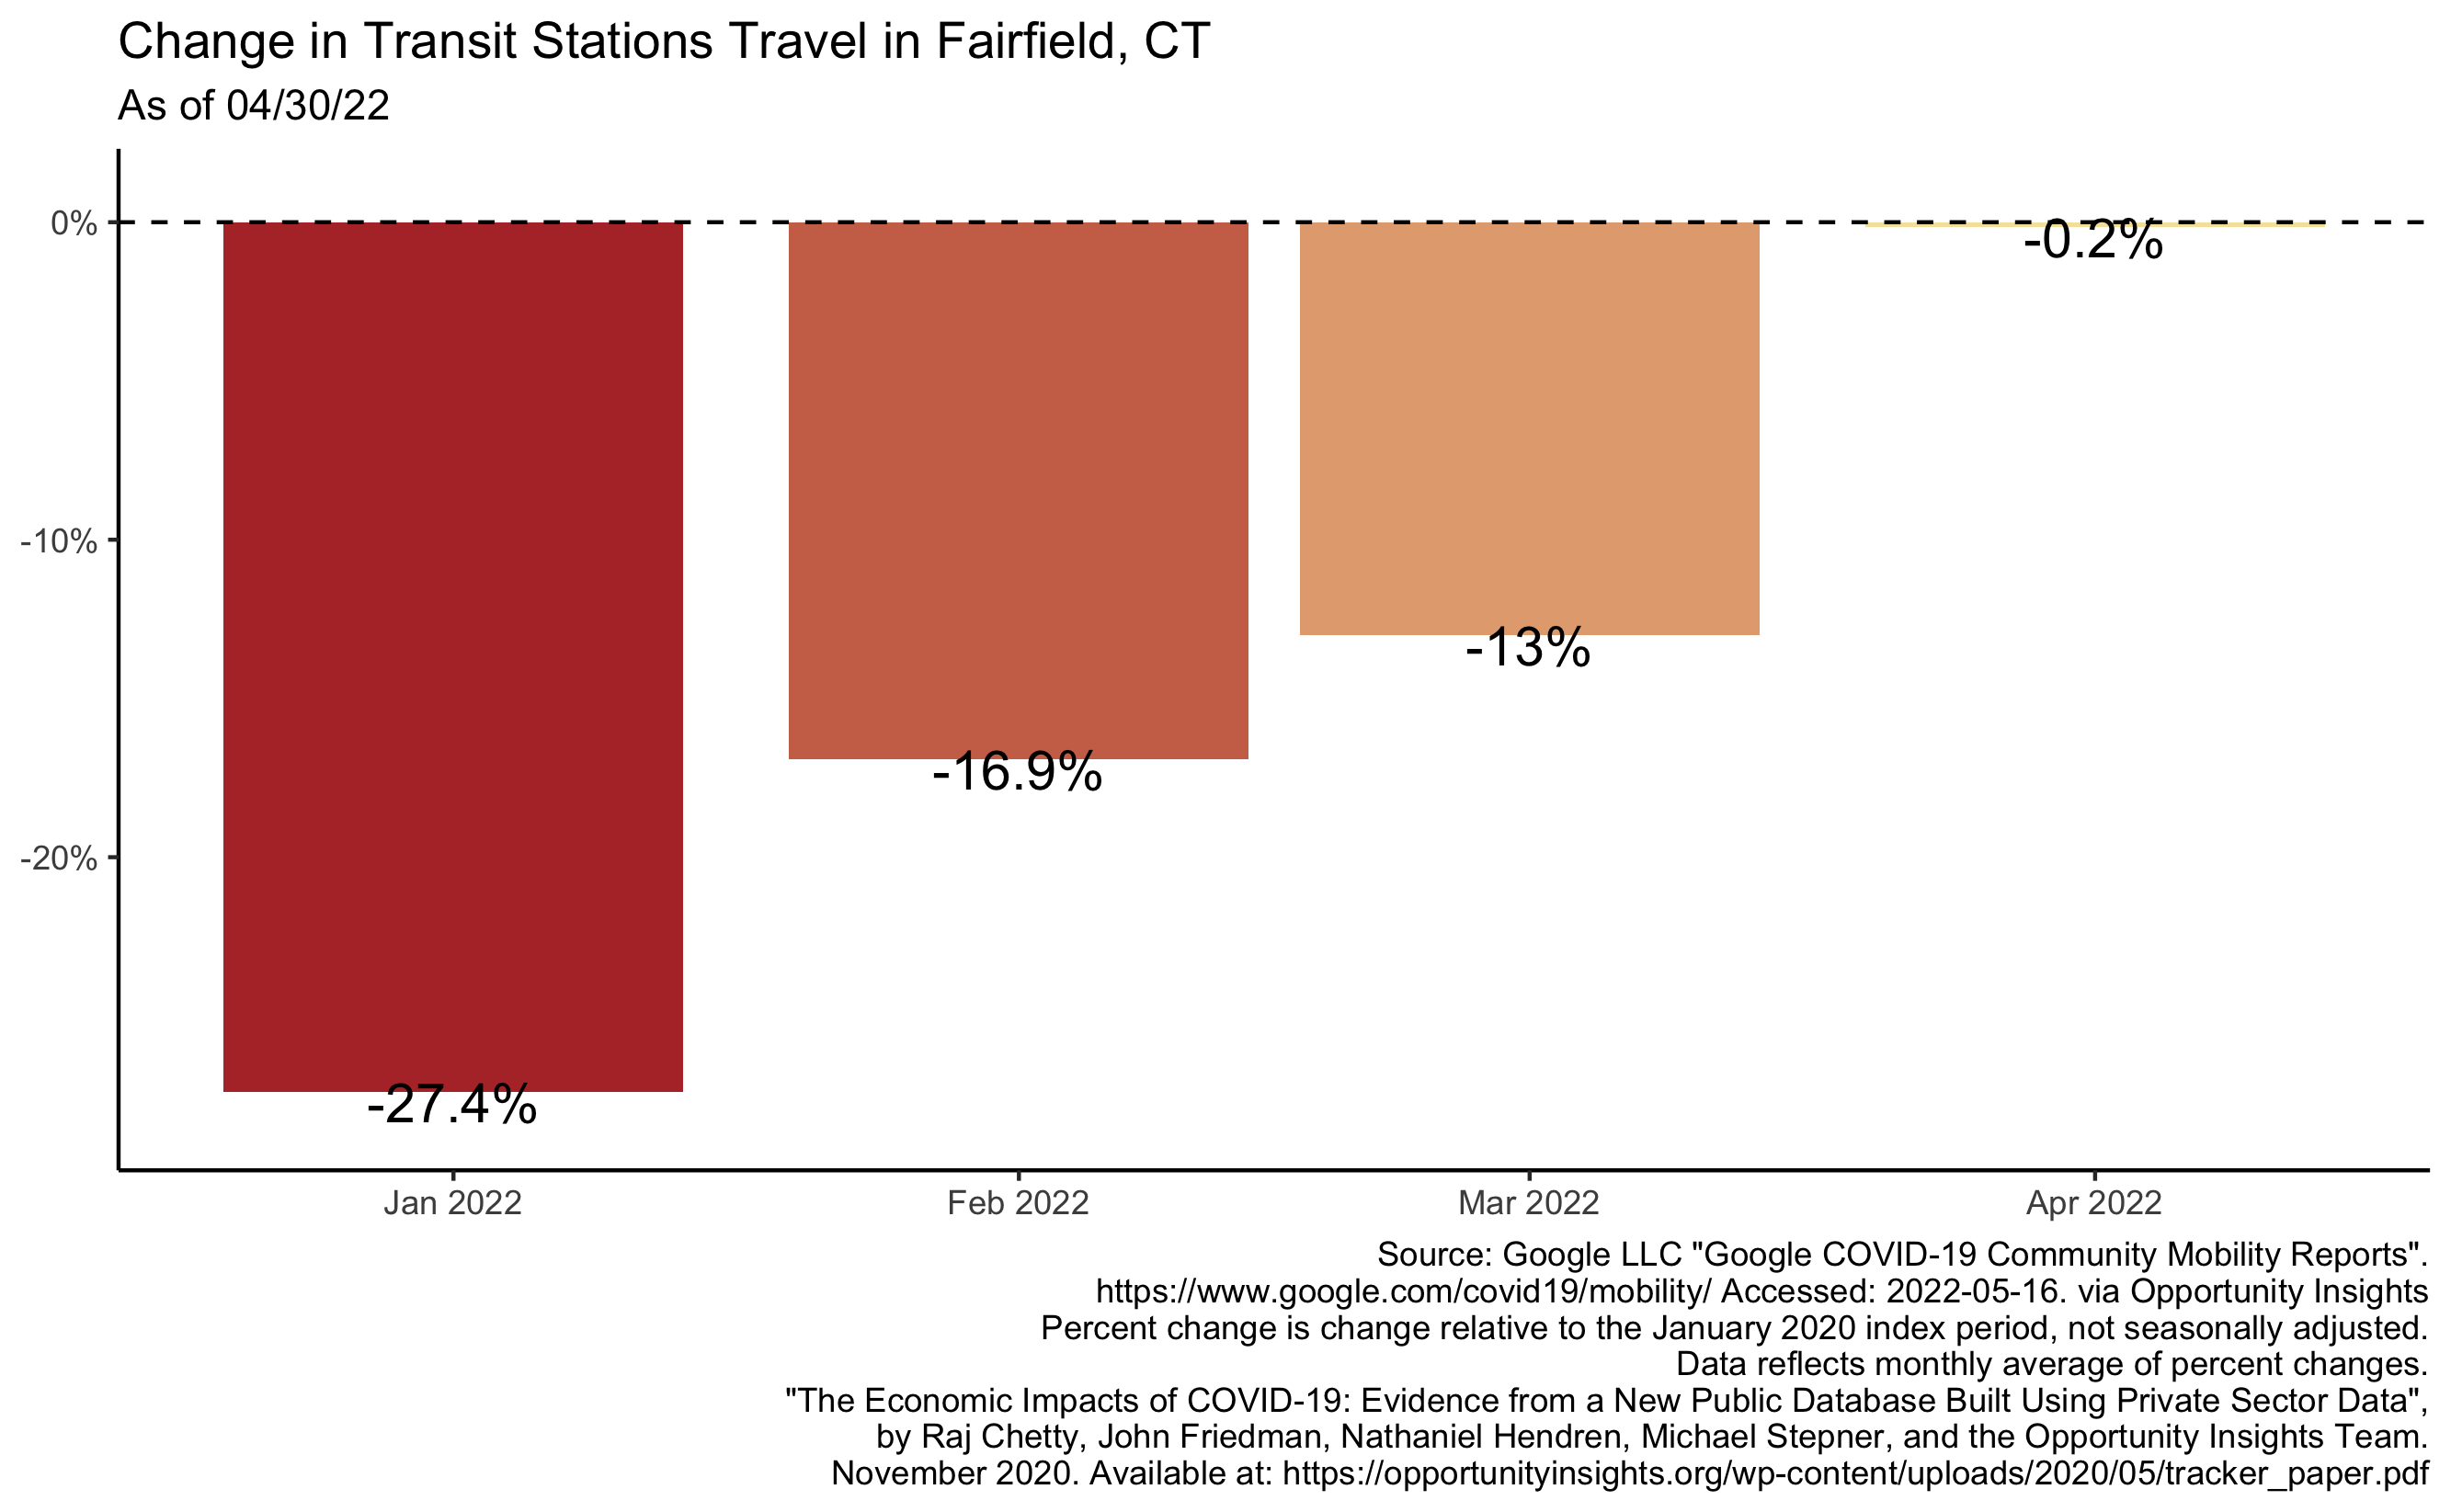 Change in Transit Stations Travel in Fairfield, CT
As of 04/30/22
0%
-10%
-20%
-27.4%
-16.9%
-13%
-0.2%
Jan 2022
Feb 2022
Mar 2022
Apr 2022
Source: Google LLC "Google COVID-19 Community Mobility Reports".
https://www.google.com/covid19/mobility/ Accessed: 2022-05-16. via Opportunity Insights
Percent change is change relative to the January 2020 index period, not seasonally adjusted.
Data reflects monthly average of percent changes.
"The Economic Impacts of COVID-19: Evidence from a New Public Database Built Using Private Sector Data",
by Raj Chetty, John Friedman, Nathaniel Hendren, Michael Stepner, and the Opportunity Insights Team.
November 2020. Available at: https://opportunityinsights.org/wp-content/uploads/2020/05/tracker_paper.pdf